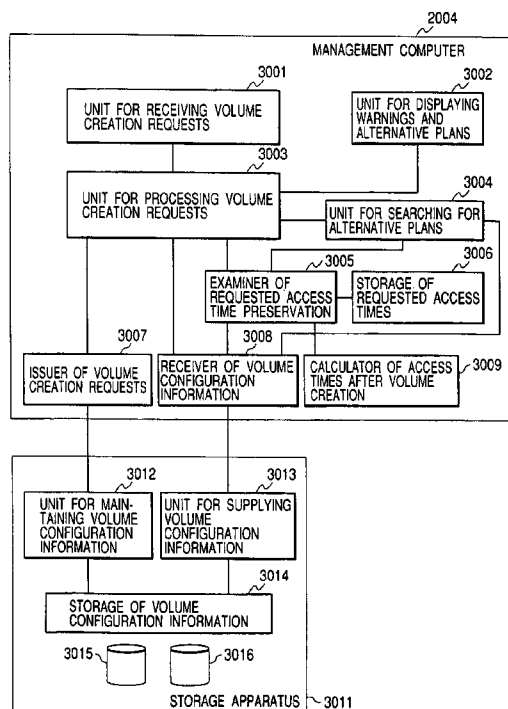 2004
MANAGEMENT COMPUTER
3001
UNIT FOR RECEIVING VOLUME
CREATION REQUESTS
3002
UNIT FOR DISPLAYING
WARNINGS AND
ALTERNATIVE PLANS
3003
UNIT FOR PROCESSING VOLUME
CREATION REQUESTS
3004
UNIT FOR SEARCHING FOR
ALTERNATIVE PLANS
3005
EXAMINER OF
REQUESTED ACCESS
TIME PRESERVATION
3006
STORAGE OF
REQUESTED ACCESS
TIMES
3007
ISSUER OF VOLUME
CREATION REQUESTS
3008
RECEIVER OF VOLUME
CONFIGURATION
INFORMATION
CALCULATOR OF ACCESS
TIMES AFTER VOLUME
CREATION
3009
3012
UNIT FOR MAIN-
TAINING VOLUME
CONFIGURATION
INFORMATION
3013
UNIT FOR SUPPLYING
VOLUME
CONFIGURATION
INFORMATION
3014
STORAGE OF VOLUME
CONFIGURATION INFORMATION
3015
3016
STORAGE APPARATUS
3011